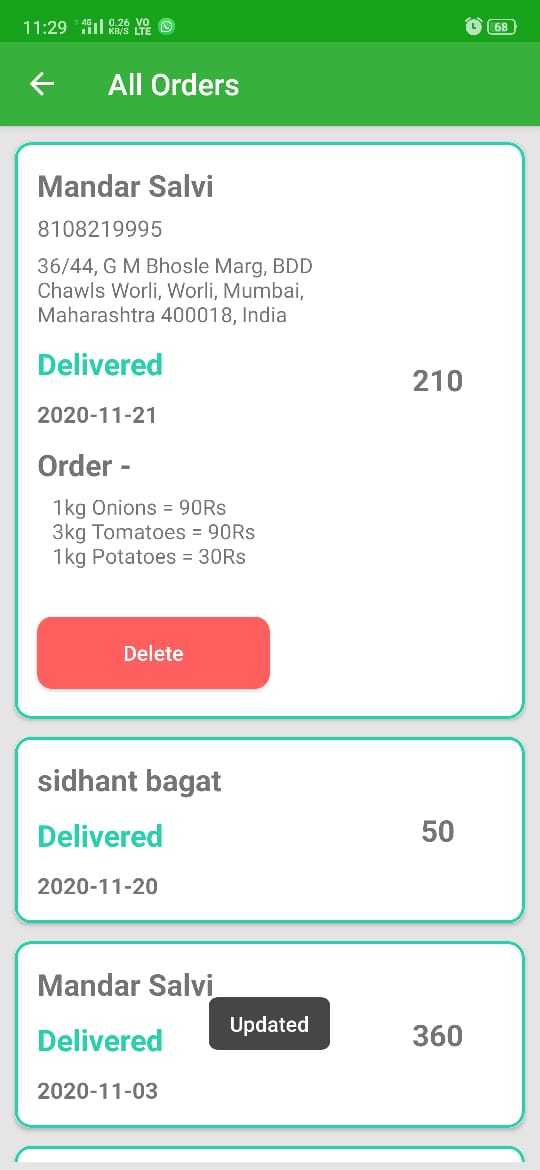 11:29 4G 0.26 KB/S VO LTE 68
All Orders
Mandar Salvi
8108219995
36/44, G M Bhosle Marg, BDD
Chawls Worli, Worli, Mumbai,
Maharashtra 400018, India
Delivered
210
2020-11-21
Order -
1kg Onions = 90Rs
3kg Tomatoes = 90Rs
1kg Potatoes = 30Rs
Delete
sidhant bagat
Delivered
50
2020-11-20
Mandar Salvi
Updated
Delivered
360
2020-11-03